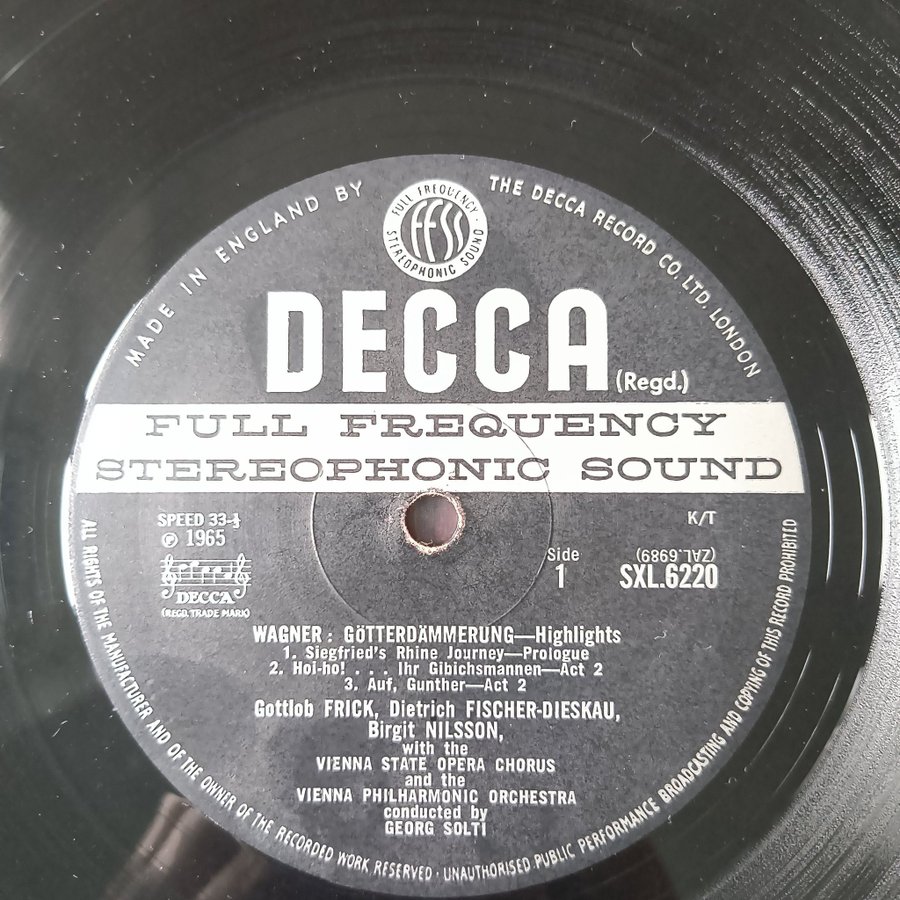 MADE IN ENGLAND BY
THE DECCA RECORD CO. LTD. LONDON
FULL FREQUENCY
FFSS
STEREOPHONIC SOUND
DECCA (Regd.)
FULL FREQUENCY
STEREOPHONIC SOUND
SPEED 33-⅓
Ⓟ 1965
DECCA
(REGD. TRADE MARK)
K/T
Side
1
(ZAL.6989)
SXL.6220
WAGNER: GÖTTERDÄMMERUNG—Highlights
1. Siegfried's Rhine Journey—Prologue
2. Hoi-ho! . . . . Ihr Gibichsmannen—Act 2
3. Auf, Gunther—Act 2
Gottlob FRICK, Dietrich FISCHER-DIESKAU,
Birgit NILSSON,
with the
VIENNA STATE OPERA CHORUS
and the
VIENNA PHILHARMONIC ORCHESTRA
conducted by
GEORG SOLTI
ALL RIGHTS OF THE MANUFACTURER AND OF THE OWNER OF THE RECORDED WORK RESERVED · UNAUTHORISED PUBLIC PERFORMANCE BROADCASTING AND COPYING OF THIS RECORD PROHIBITED